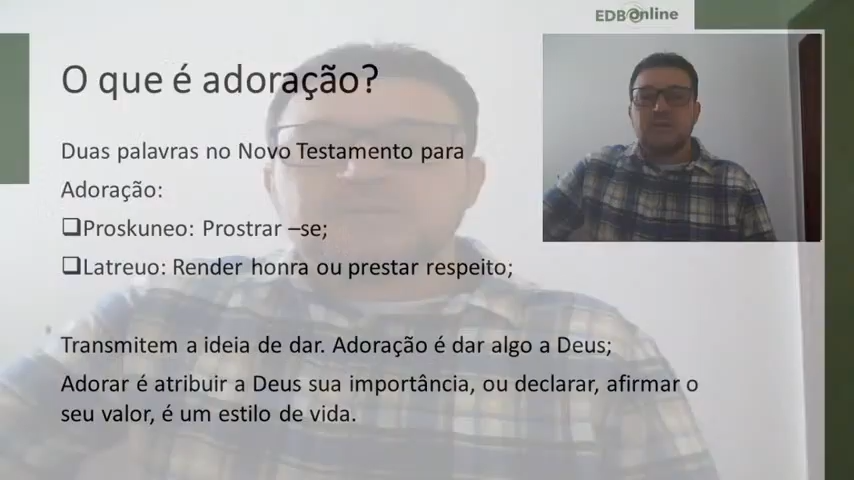 EDB Online
O que é adoração?
Duas palavras no Novo Testamento para
Adoração:
❑Proskuneo: Prostrar –se;
❑Latreuo: Render honra ou prestar respeito;
Transmitem a ideia de dar. Adoração é dar algo a Deus;
Adorar é atribuir a Deus sua importância, ou declarar, afirmar o
seu valor, é um estilo de vida.